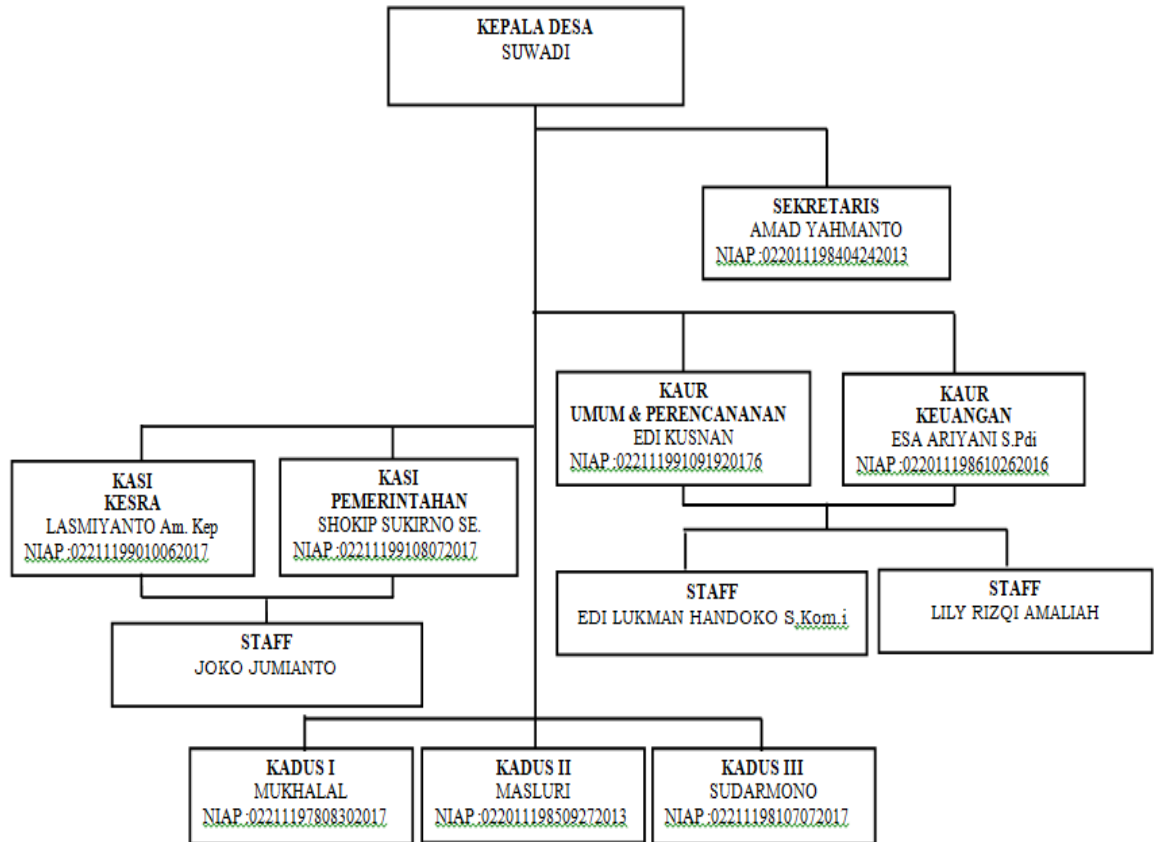 KEPALA DESA
SUWADI
SEKRETARIS
AMAD YAHMANTO
NIAP :022011198404242013
KAUR
UMUM & PERENCANANAN
EDI KUSNAN
NIAP :022111991091920176
KAUR
KEUANGAN
ESA ARIYANI S.Pdi
NIAP :022011198610262016
KASI
KESRA
LASMIYANTO Am. Kep
NIAP :02211199010062017
KASI
PEMERINTAHAN
SHOKIP SUKIRNO SE.
NIAP :02211199108072017
STAFF
EDI LUKMAN HANDOKO S,Kom.i
STAFF
LILY RIZQI AMALIAH
STAFF
JOKO JUMIANTO
KADUS I
MUKHALAL
NIAP :02211197808302017
KADUS II
MASLURI
NIAP :022011198509272013
KADUS III
SUDARMONO
NIAP :02211198107072017